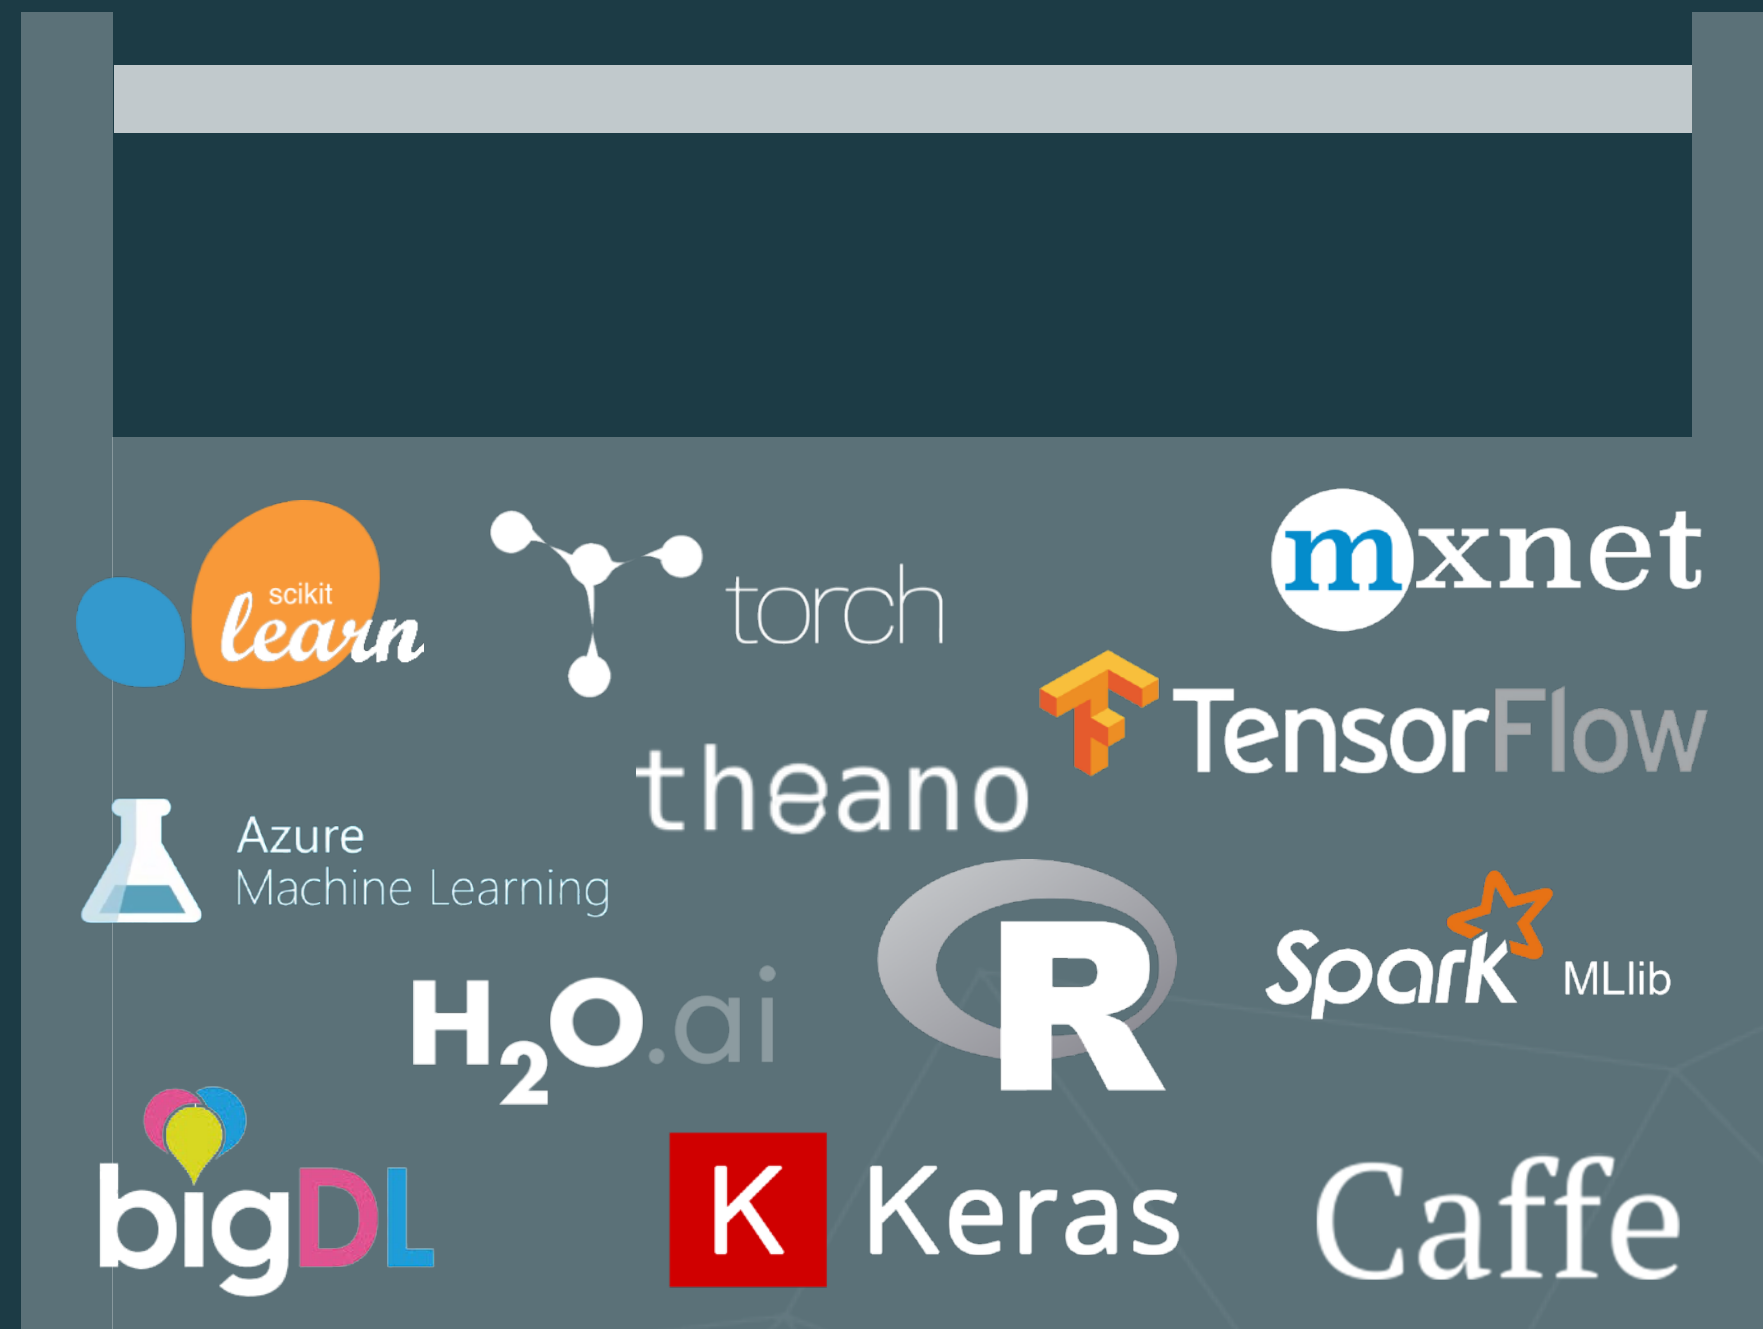 scikit
learn
torch
mxnet
TensorFlow
theano
Azure
Machine Learning
R
Spark MLlib
H2O.ai
bigDL
K Keras
Caffe